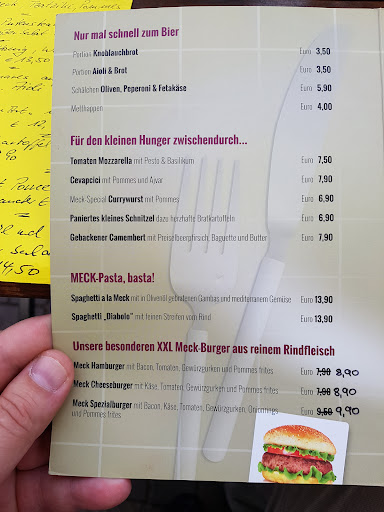 Nur mal schnell zum Bier
Portion Knoblauchbrot Euro 3,50
Portion Aioli & Brot Euro 3,50
Schälchen Oliven, Peperoni & Fetakäse Euro 5,90
Metthappen Euro 4,00
Für den kleinen Hunger zwischendurch...
Tomaten Mozzarella mit Pesto & Basilikum Euro 7,50
Cevapcici mit Pommes und Ajvar Euro 7,90
Meck-Special Currywurst mit Pommes Euro 6,90
Paniertes kleines Schnitzel dazu herzhafte Bratkartoffeln Euro 6,90
Gebackener Camembert mit Preiselbeerpfirsich, Baguette und Butter Euro 7,90
MECK-Pasta, basta!
Spaghetti a la Meck mit in Olivenöl gebratenen Gambas und mediterranem Gemüse Euro 13,90
Spaghetti „Diabolo" mit feinen Streifen vom Rind Euro 13,90
Unsere besonderen XXL Meck-Burger aus reinem Rindfleisch
Meck Hamburger mit Bacon, Tomaten, Gewürzgurken und Pommes frites Euro 7,90 8,90
Meck Cheeseburger mit Käse, Tomaten, Gewürzgurken und Pommes frites Euro 7,90 8,90
Meck Spezialburger mit Bacon, Käse, Tomaten, Gewürzgurken, Onionrings Euro 9,50 9,90
und Pommes frites
14,50